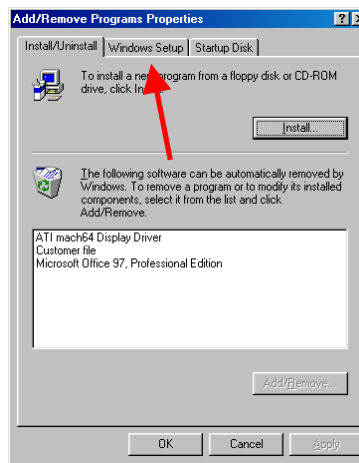 Add/Remove Programs Properties
Install/Uninstall Windows Setup Startup Disk
To install a new program from a floppy disk or CD-ROM
drive, click
Install...
The following software can be automatically removed by
Windows. To remove a program or to modify its installed
components, select it from the list and click
Add/Remove.
ATI mach64 Display Driver
Customer file
Microsoft Office 97, Professional Edition
Add/Remove...
OK Cancel Apply